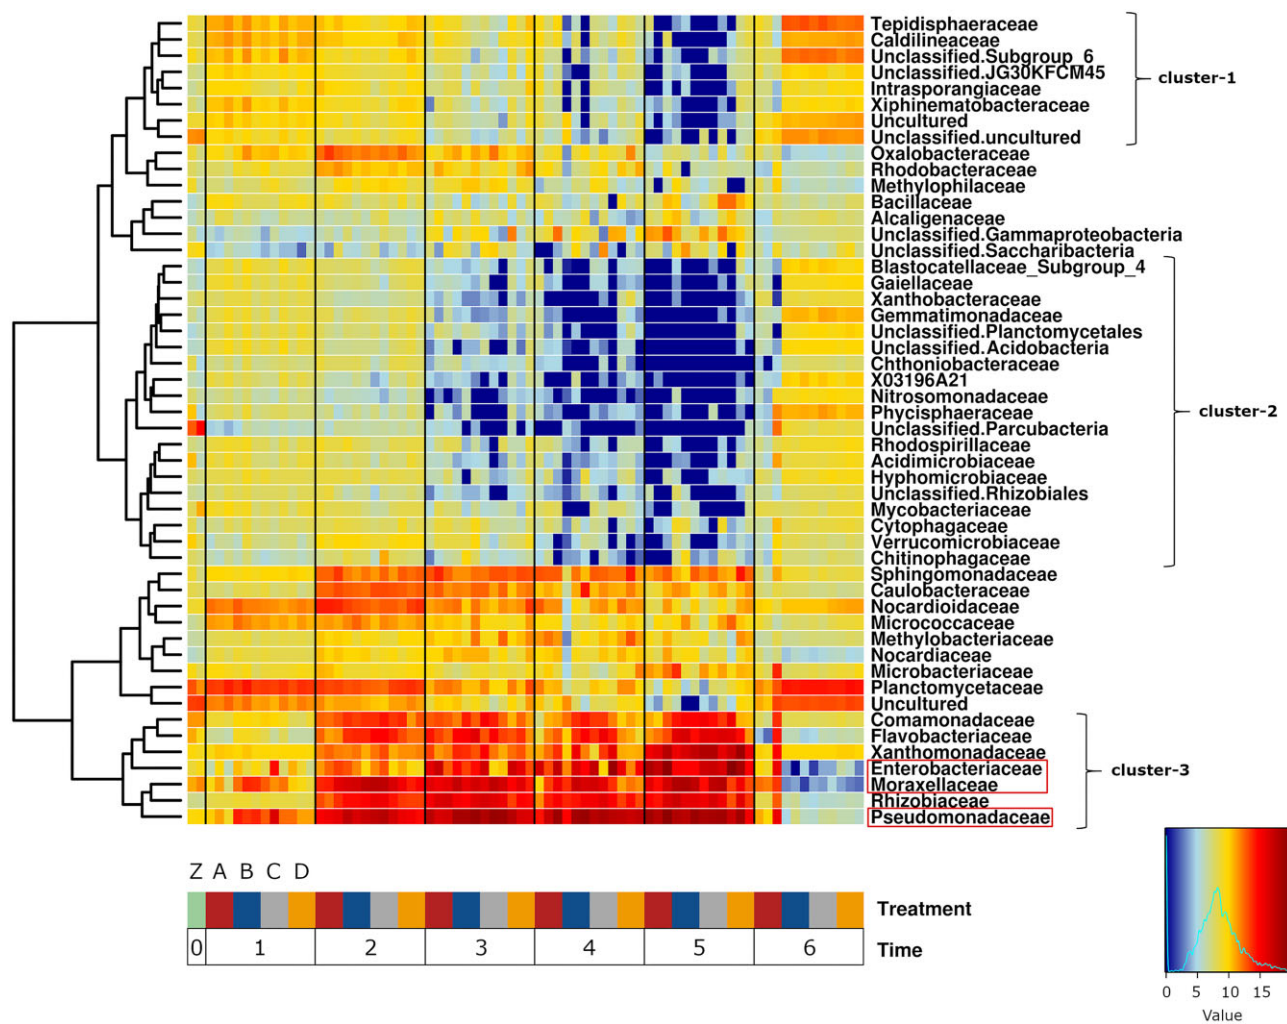 Tepidisphaeraceae
Caldilineaceae
Unclassified.Subgroup_6
Unclassified.JG30KFCM45
Intrasporangiaceae
Xiphinematobacteraceae
Uncultured
Unclassified.uncultured
cluster-1
Oxalobacteraceae
Rhodobacteraceae
Methylophilaceae
Bacillaceae
Alcaligenaceae
Unclassified.Gammaproteobacteria
Unclassified.Saccharibacteria
Blastocatellaceae_Subgroup_4
Gaiellaceae
Xanthobacteraceae
Gemmatimonadaceae
Unclassified.Planctomycetales
Unclassified.Acidobacteria
Chthoniobacteraceae
X03196A21
Nitrosomonadaceae
Phycisphaeraceae
Unclassified.Parcubacteria
Rhodospirillaceae
Acidimicrobiaceae
Hyphomicrobiaceae
Unclassified.Rhizobiales
Mycobacteriaceae
Cytophagaceae
Verrucomicrobiaceae
Chitinophagaceae
cluster-2
Sphingomonadaceae
Caulobacteraceae
Nocardioidaceae
Micrococcaceae
Methylobacteriaceae
Nocardiaceae
Microbacteriaceae
Planctomycetaceae
Uncultured
Comamonadaceae
Flavobacteriaceae
Xanthomonadaceae
Enterobacteriaceae
Moraxellaceae
Rhizobiaceae
Pseudomonadaceae
cluster-3
Z A B C D
Treatment
0 1 2 3 4 5 6 Time
0 5 10 15
Value